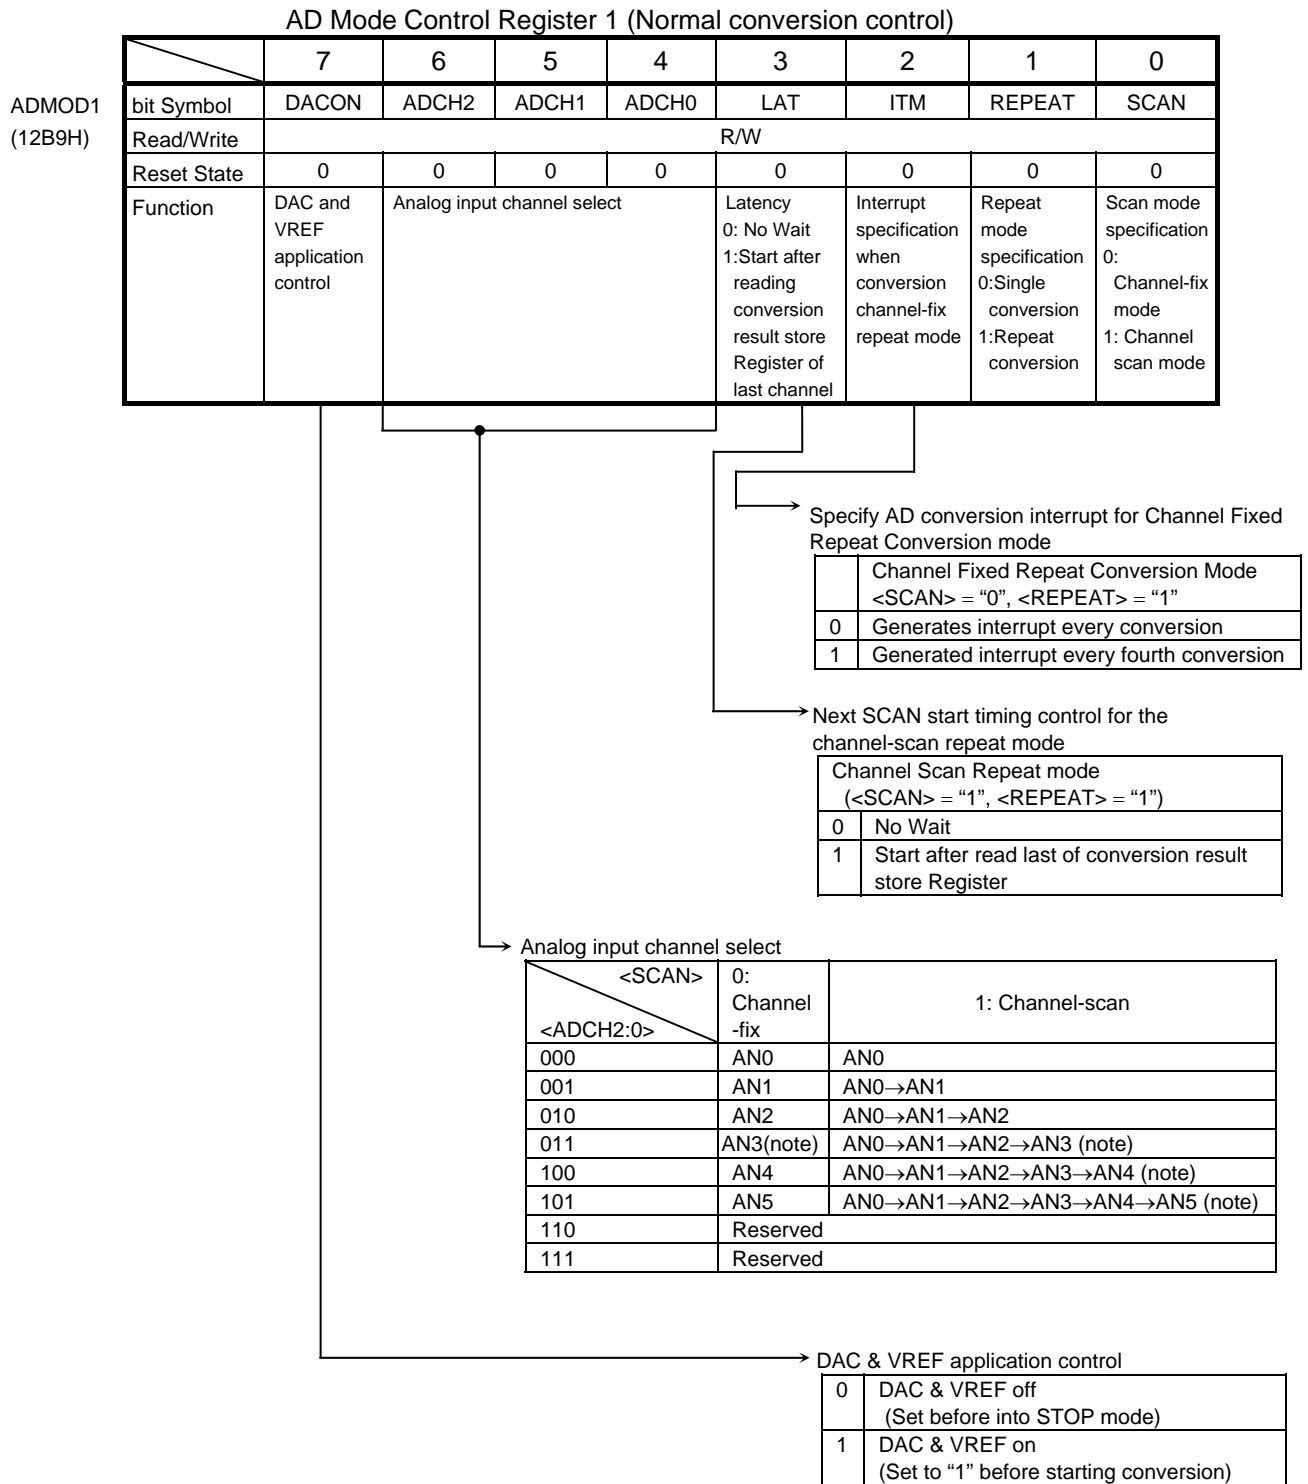 AD Mode Control Register 1 (Normal conversion control)
7 6 5 4 3 2 1 0
ADMOD1
(12B9H)
bit Symbol DACON ADCH2 ADCH1 ADCH0 LAT ITM REPEAT SCAN
Read/Write R/W
Reset State 0 0 0 0 0 0 0 0
Function
DAC and
VREF
application
control
Analog input channel select
Latency
0: No Wait
1:Start after
reading
conversion
result store
Register of
last channel
Interrupt
specification
when
conversion
channel-fix
repeat mode
Repeat
mode
specification
0:Single
conversion
1:Repeat
conversion
Scan mode
specification
0:
Channel-fix
mode
1: Channel
scan mode
Specify AD conversion interrupt for Channel Fixed
Repeat Conversion mode
Channel Fixed Repeat Conversion Mode
<SCAN> = “0”, <REPEAT> = “1”
0 Generates interrupt every conversion
1 Generated interrupt every fourth conversion
Next SCAN start timing control for the
channel-scan repeat mode
Channel Scan Repeat mode
(<SCAN> = “1”, <REPEAT> = “1”)
0 No Wait
1 Start after read last of conversion result
store Register
Analog input channel select
<SCAN>
<ADCH2:0>
0:
Channel
-fix
1: Channel-scan
000 AN0 AN0
001 AN1 AN0→AN1
010 AN2 AN0→AN1→AN2
011 AN3(note) AN0→AN1→AN2→AN3 (note)
100 AN4 AN0→AN1→AN2→AN3→AN4 (note)
101 AN5 AN0→AN1→AN2→AN3→AN4→AN5 (note)
110 Reserved
111 Reserved
DAC & VREF application control
0 DAC & VREF off
(Set before into STOP mode)
1 DAC & VREF on
(Set to “1” before starting conversion)